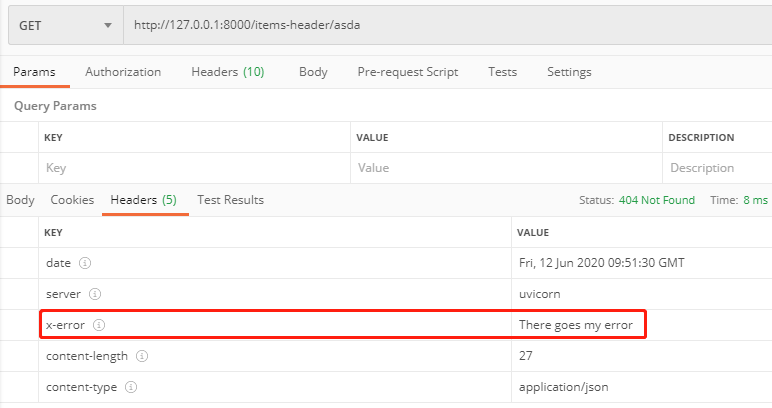 GET http://127.0.0.1:8000/items-header/asda
Params Authorization Headers (10) Body Pre-request Script Tests Settings
Query Params
KEY VALUE DESCRIPTION
Key Value Description
Body Cookies Headers (5) Test Results Status: 404 Not Found Time: 8 ms
KEY VALUE
date Fri, 12 Jun 2020 09:51:30 GMT
server uvicorn
x-error There goes my error
content-length 27
content-type application/json